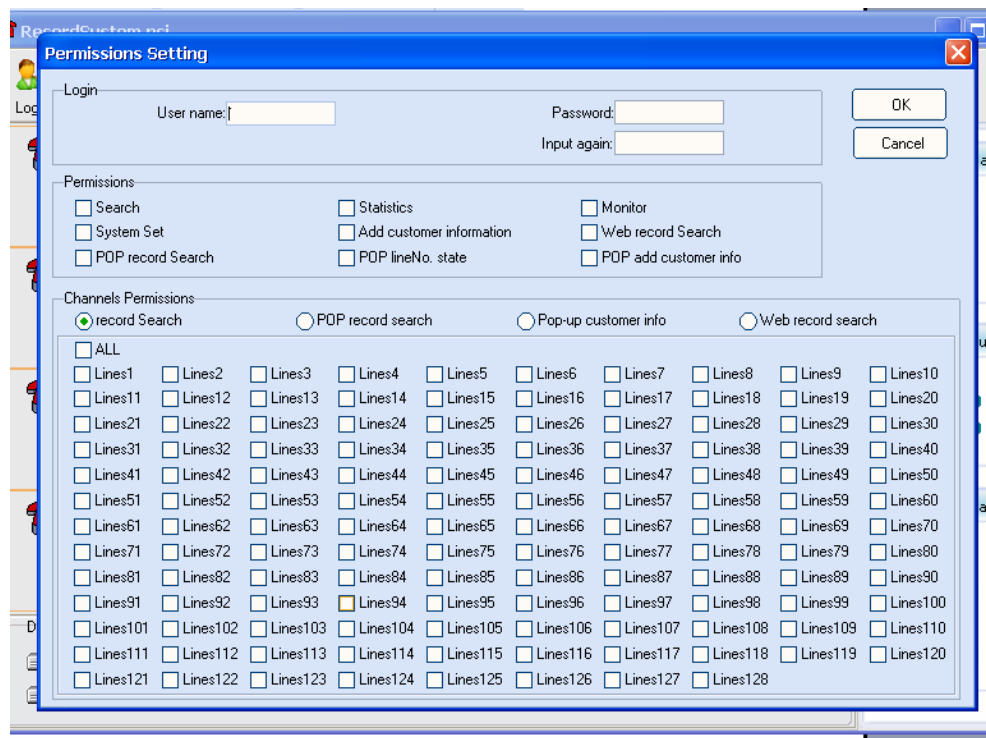 RecordSystem.pci
Permissions Setting
Login
User name:
Password:
OK
Input again:
Cancel
Permissions
Search Statistics Monitor
System Set Add customer information Web record Search
POP record Search POP lineNo. state POP add customer info
Channels Permissions
record Search POP record search Pop-up customer info Web record search
ALL
Lines1 Lines2 Lines3 Lines4 Lines5 Lines6 Lines7 Lines8 Lines9 Lines10
Lines11 Lines12 Lines13 Lines14 Lines15 Lines16 Lines17 Lines18 Lines19 Lines20
Lines21 Lines22 Lines23 Lines24 Lines25 Lines26 Lines27 Lines28 Lines29 Lines30
Lines31 Lines32 Lines33 Lines34 Lines35 Lines36 Lines37 Lines38 Lines39 Lines40
Lines41 Lines42 Lines43 Lines44 Lines45 Lines46 Lines47 Lines48 Lines49 Lines50
Lines51 Lines52 Lines53 Lines54 Lines55 Lines56 Lines57 Lines58 Lines59 Lines60
Lines61 Lines62 Lines63 Lines64 Lines65 Lines66 Lines67 Lines68 Lines69 Lines70
Lines71 Lines72 Lines73 Lines74 Lines75 Lines76 Lines77 Lines78 Lines79 Lines80
Lines81 Lines82 Lines83 Lines84 Lines85 Lines86 Lines87 Lines88 Lines89 Lines90
Lines91 Lines92 Lines93 Lines94 Lines95 Lines96 Lines97 Lines98 Lines99 Lines100
Lines101 Lines102 Lines103 Lines104 Lines105 Lines106 Lines107 Lines108 Lines109 Lines110
Lines111 Lines112 Lines113 Lines114 Lines115 Lines116 Lines117 Lines118 Lines119 Lines120
Lines121 Lines122 Lines123 Lines124 Lines125 Lines126 Lines127 Lines128